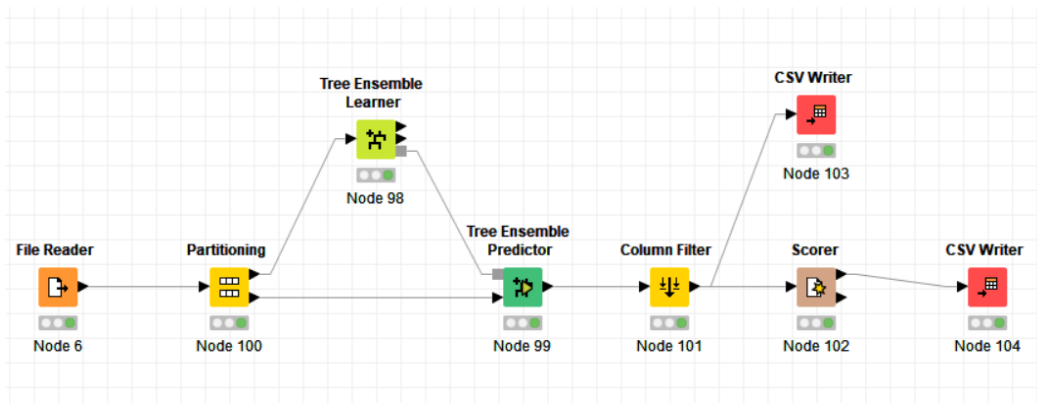 CSV Writer
Node 103
Tree Ensemble
Learner
Node 98
File Reader
Node 6
Partitioning
Node 100
Tree Ensemble
Predictor
Node 99
Column Filter
Node 101
Scorer
Node 102
CSV Writer
Node 104